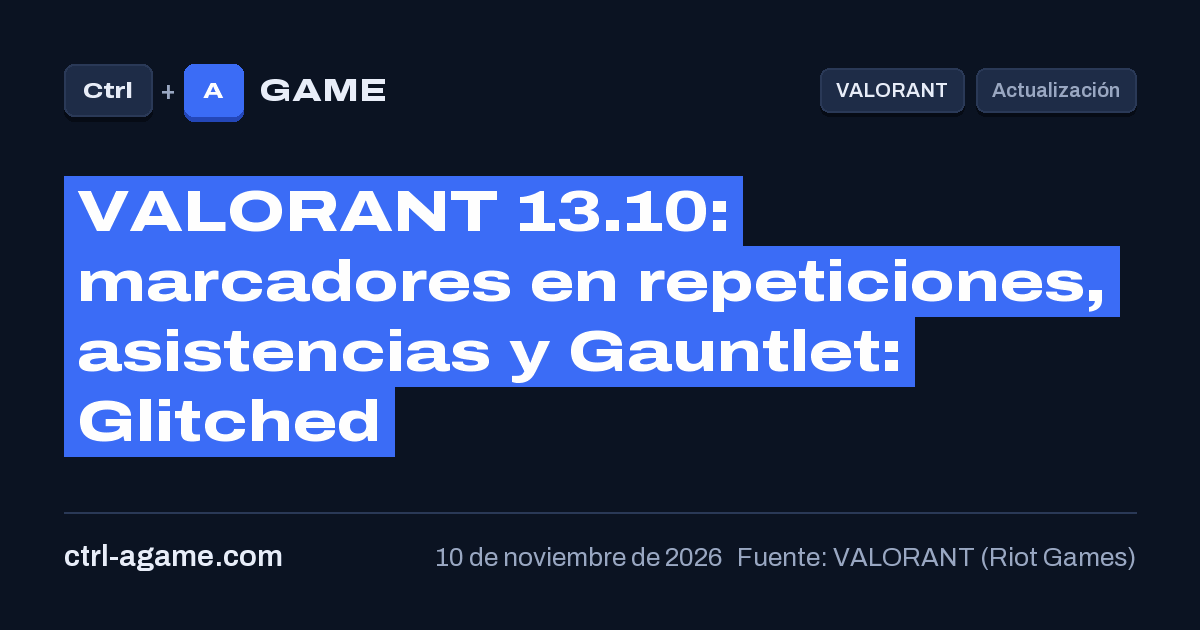 Ctrl + A GAME
VALORANT Actualización
VALORANT 13.10:
marcadores en repeticiones,
asistencias y Gauntlet:
Glitched
ctrl-agame.com
10 de noviembre de 2026 Fuente: VALORANT (Riot Games)